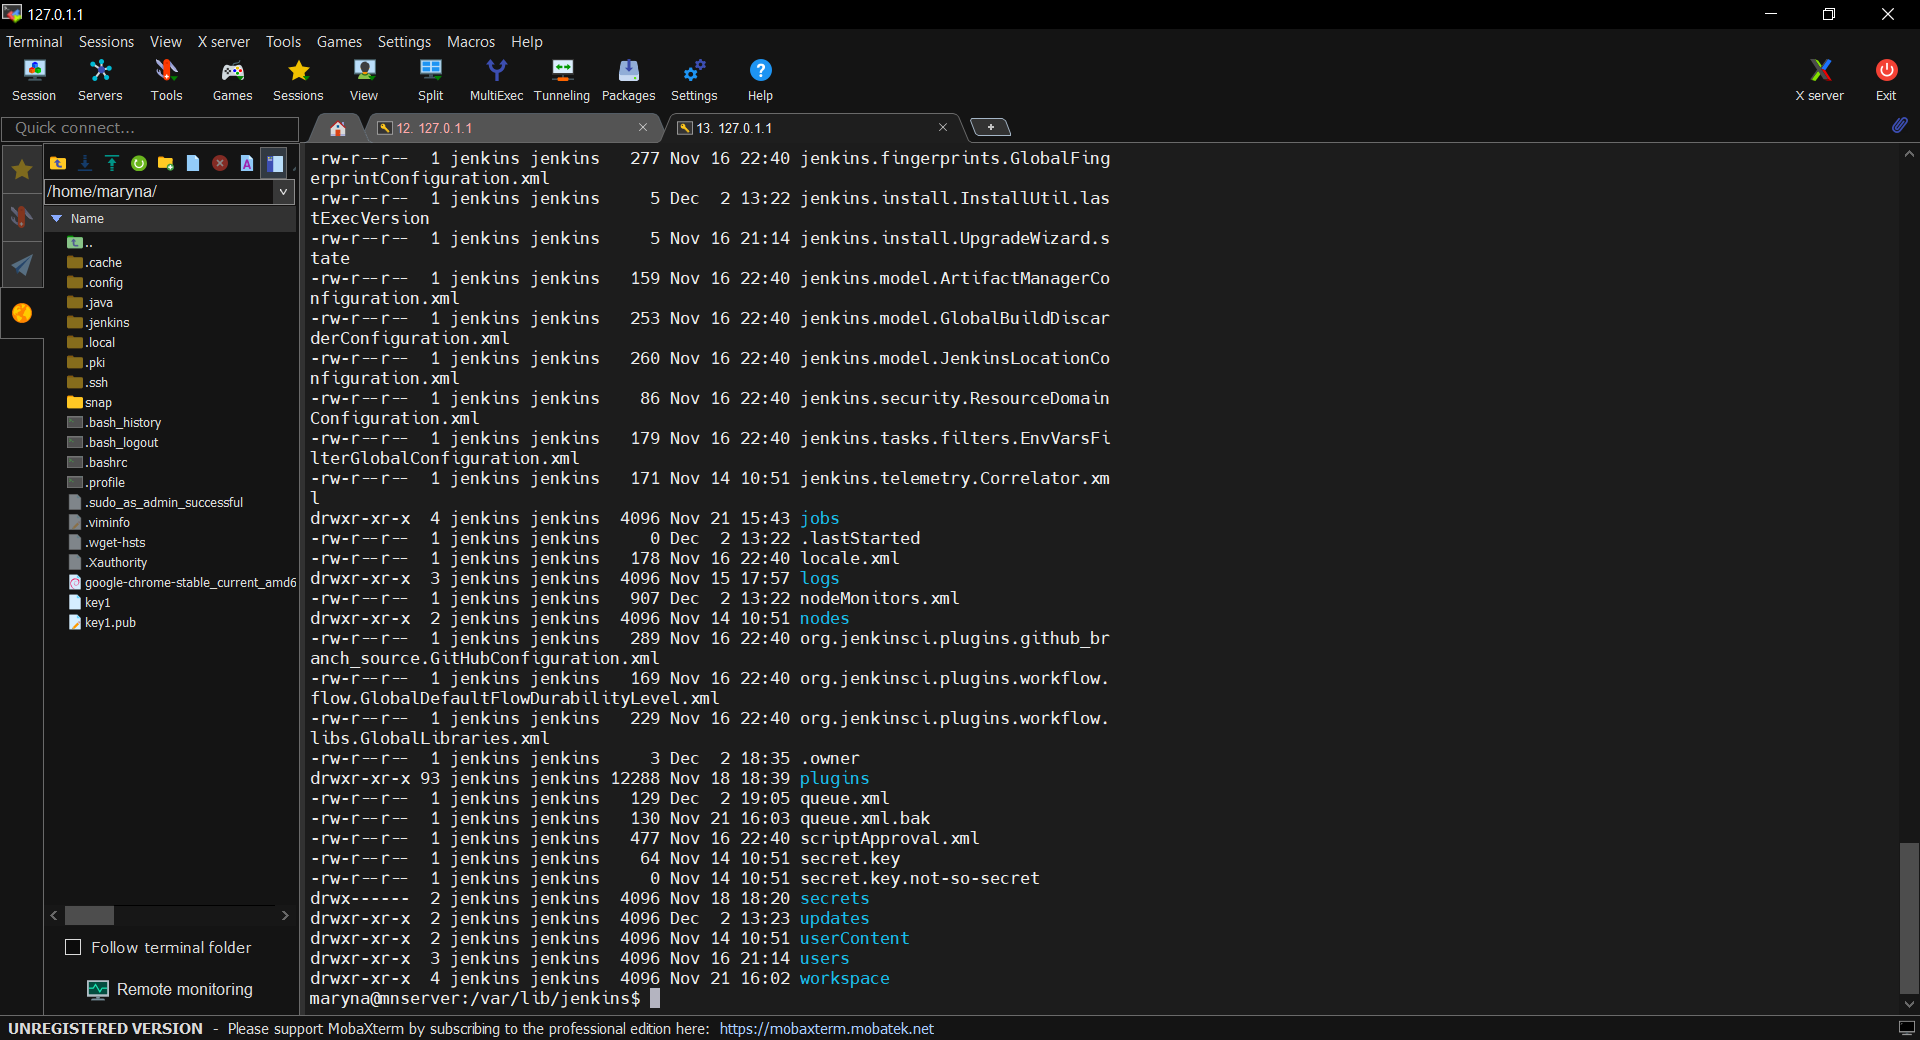 127.0.1.1
Terminal Sessions View X server Tools Games Settings Macros Help
Session Servers Tools Games Sessions View Split MultiExec Tunneling Packages Settings Help X server Exit
Quick connect...
12. 127.0.1.1
13. 127.0.1.1
/home/maryna/
Name
..
.cache
.config
.java
.jenkins
.local
.pki
.ssh
snap
.bash_history
.bash_logout
.bashrc
.profile
.sudo_as_admin_successful
.viminfo
.wget-hsts
.Xauthority
google-chrome-stable_current_amd6
key1
key1.pub
Follow terminal folder
Remote monitoring
-rw-r--r--  1 jenkins jenkins   277 Nov 16 22:40 jenkins.fingerprints.GlobalFing
erprintConfiguration.xml
-rw-r--r--  1 jenkins jenkins     5 Dec  2 13:22 jenkins.install.InstallUtil.las
tExecVersion
-rw-r--r--  1 jenkins jenkins     5 Nov 16 21:14 jenkins.install.UpgradeWizard.s
tate
-rw-r--r--  1 jenkins jenkins   159 Nov 16 22:40 jenkins.model.ArtifactManagerCo
nfiguration.xml
-rw-r--r--  1 jenkins jenkins   253 Nov 16 22:40 jenkins.model.GlobalBuildDiscar
derConfiguration.xml
-rw-r--r--  1 jenkins jenkins   260 Nov 16 22:40 jenkins.model.JenkinsLocationCo
nfiguration.xml
-rw-r--r--  1 jenkins jenkins    86 Nov 16 22:40 jenkins.security.ResourceDomain
Configuration.xml
-rw-r--r--  1 jenkins jenkins   179 Nov 16 22:40 jenkins.tasks.filters.EnvVarsFi
lterGlobalConfiguration.xml
-rw-r--r--  1 jenkins jenkins   171 Nov 14 10:51 jenkins.telemetry.Correlator.xm
l
drwxr-xr-x  4 jenkins jenkins  4096 Nov 21 15:43 jobs
-rw-r--r--  1 jenkins jenkins     0 Dec  2 13:22 .lastStarted
-rw-r--r--  1 jenkins jenkins   178 Nov 16 22:40 locale.xml
drwxr-xr-x  3 jenkins jenkins  4096 Nov 15 17:57 logs
-rw-r--r--  1 jenkins jenkins   907 Dec  2 13:22 nodeMonitors.xml
drwxr-xr-x  2 jenkins jenkins  4096 Nov 14 10:51 nodes
-rw-r--r--  1 jenkins jenkins   289 Nov 16 22:40 org.jenkinsci.plugins.github_br
anch_source.GitHubConfiguration.xml
-rw-r--r--  1 jenkins jenkins   169 Nov 16 22:40 org.jenkinsci.plugins.workflow.
flow.GlobalDefaultFlowDurabilityLevel.xml
-rw-r--r--  1 jenkins jenkins   229 Nov 16 22:40 org.jenkinsci.plugins.workflow.
libs.GlobalLibraries.xml
-rw-r--r--  1 jenkins jenkins     3 Dec  2 18:35 .owner
drwxr-xr-x 93 jenkins jenkins 12288 Nov 18 18:39 plugins
-rw-r--r--  1 jenkins jenkins   129 Dec  2 19:05 queue.xml
-rw-r--r--  1 jenkins jenkins   130 Nov 21 16:03 queue.xml.bak
-rw-r--r--  1 jenkins jenkins   477 Nov 16 22:40 scriptApproval.xml
-rw-r--r--  1 jenkins jenkins    64 Nov 14 10:51 secret.key
-rw-r--r--  1 jenkins jenkins     0 Nov 14 10:51 secret.key.not-so-secret
drwx------  2 jenkins jenkins  4096 Nov 18 18:20 secrets
drwxr-xr-x  2 jenkins jenkins  4096 Dec  2 13:23 updates
drwxr-xr-x  2 jenkins jenkins  4096 Nov 14 10:51 userContent
drwxr-xr-x  3 jenkins jenkins  4096 Nov 16 21:14 users
drwxr-xr-x  4 jenkins jenkins  4096 Nov 21 16:02 workspace
maryna@mnserver:/var/lib/jenkins$
UNREGISTERED VERSION - Please support MobaXterm by subscribing to the professional edition here: https://mobaxterm.mobatek.net